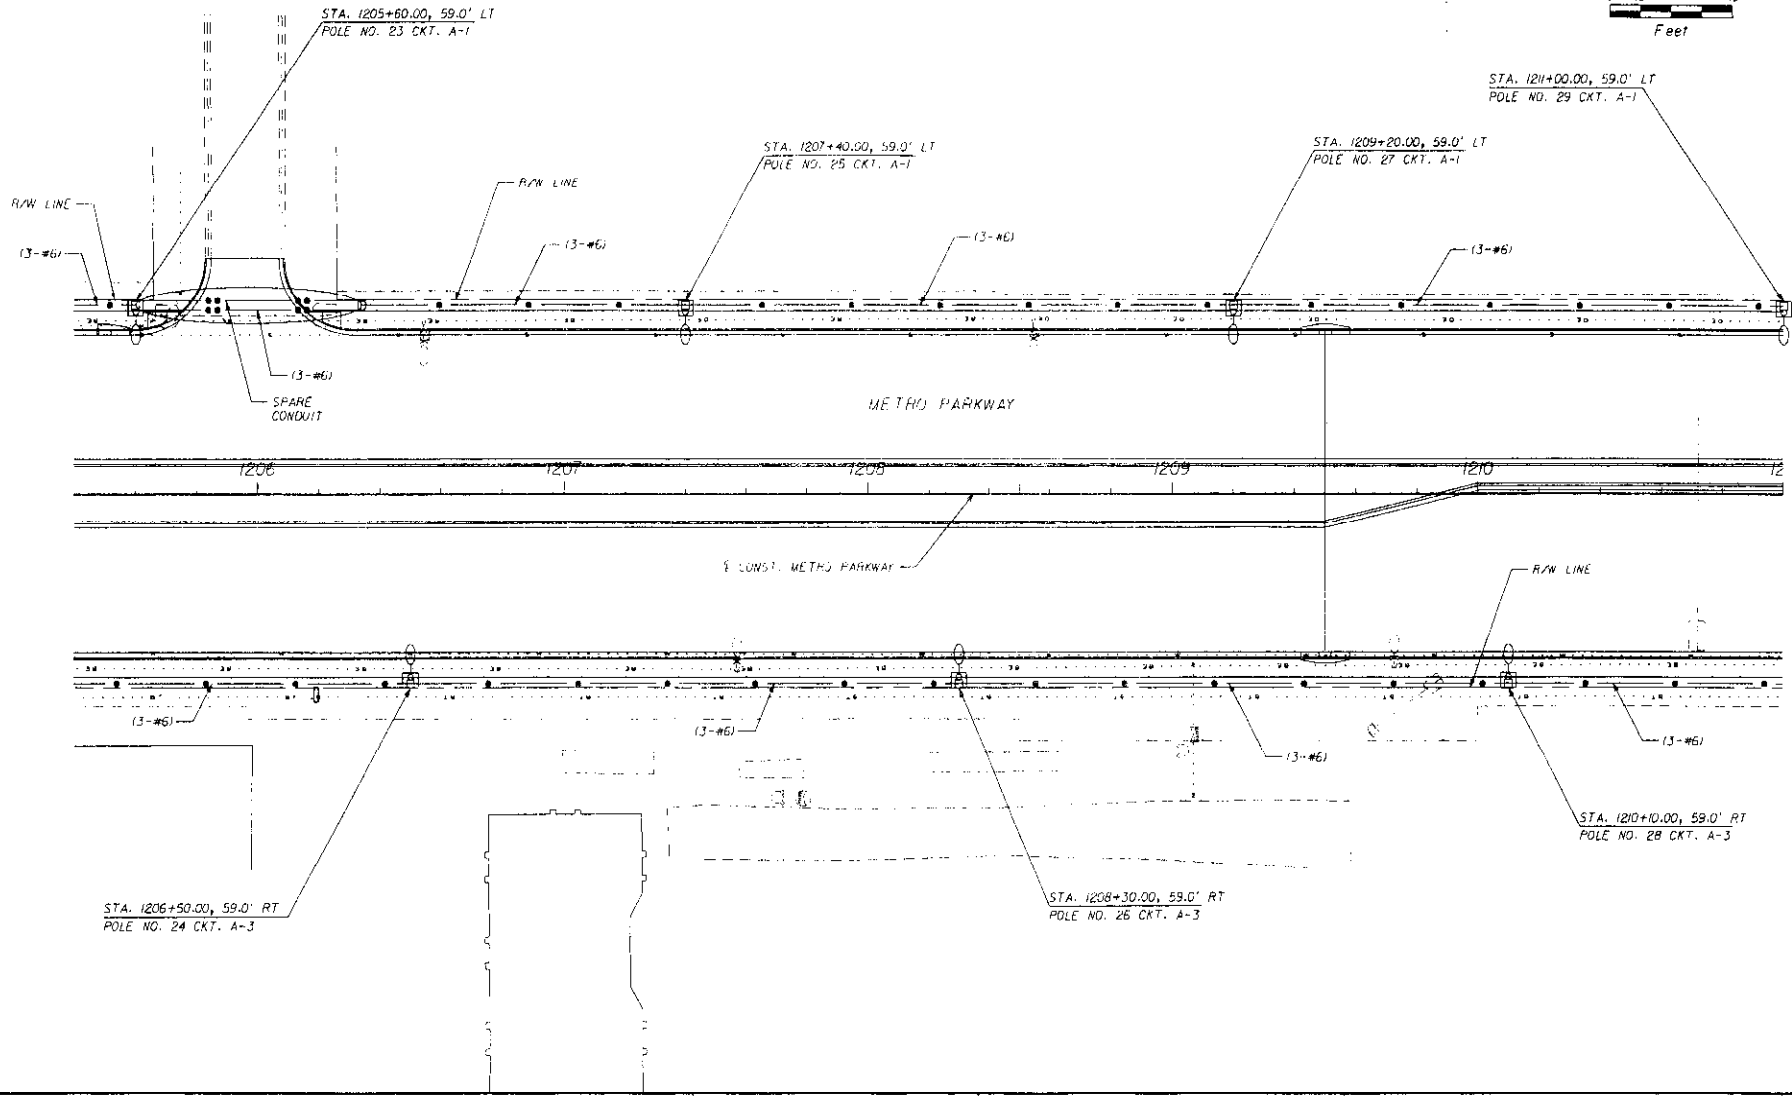 Feet
STA. 1205+60.00, 59.0' LT
POLE NO. 23 CKT. A-1
STA. 1211+00.00, 59.0' LT
POLE NO. 29 CKT. A-1
STA. 1207+40.00, 59.0' LT
POLE NO. 25 CKT. A-1
STA. 1209+20.00, 59.0' LT
POLE NO. 27 CKT. A-1
R/W LINE
R/W LINE
(3-#6)
(3-#6)
(3-#6)
(3-#6)
(3-#6)
SPARE
CONDUIT
METRO PARKWAY
1206
1207
1208
1209
1210
12
CONST. METRO PARKWAY
R/W LINE
(3-#6)
(3-#6)
(3-#6)
(3-#6)
STA. 1210+10.00, 59.0' RT
POLE NO. 28 CKT. A-3
STA. 1206+50.00, 59.0' RT
POLE NO. 24 CKT. A-3
STA. 1208+30.00, 59.0' RT
POLE NO. 26 CKT. A-3